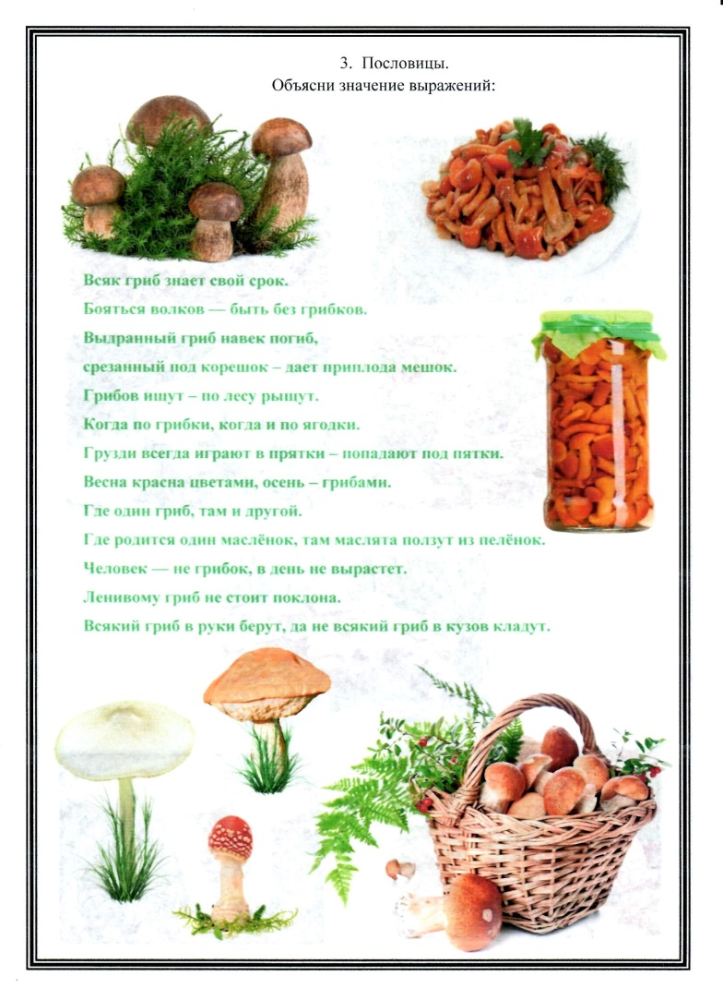 3. Пословицы.
Объясни значение выражений:
Всяк гриб знает свой срок.
Бояться волков — быть без грибков.
Выдранный гриб навек погиб,
срезанный под корешок – дает приплода мешок.
Грибов ищут – по лесу рыщут.
Когда по грибки, когда и по ягодки.
Грузди всегда играют в прятки – попадают под пятки.
Весна красна цветами, осень – грибами.
Где один гриб, там и другой.
Где родится один маслёнок, там маслята ползут из пелёнок.
Человек — не грибок, в день не вырастет.
Ленивому гриб не стоит поклона.
Всякий гриб в руки берут, да не всякий гриб в кузов кладут.